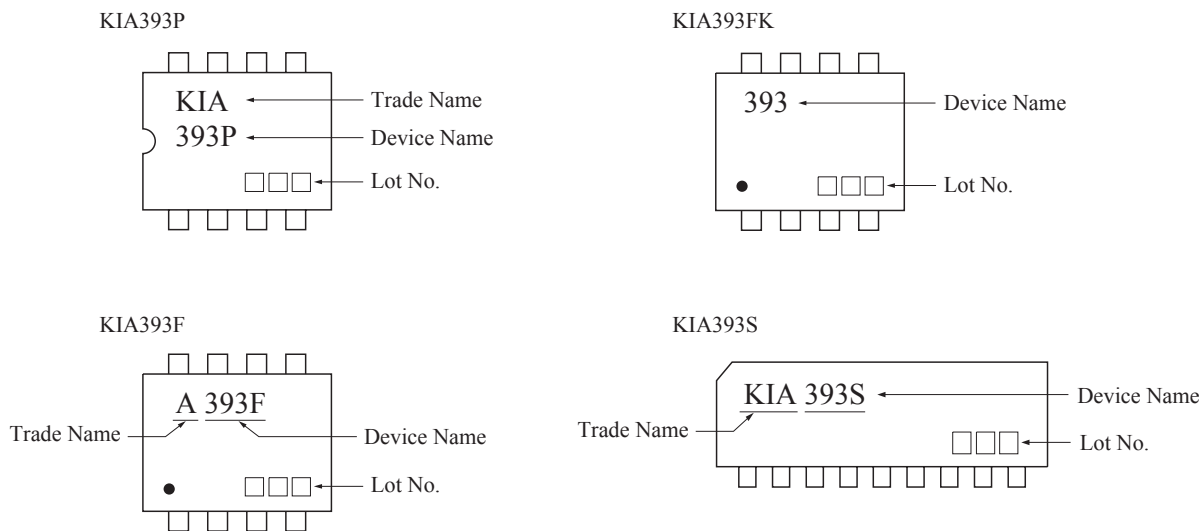 KIA393P
KIA
Trade Name
393P
Device Name
Lot No.
KIA393FK
393
Device Name
Lot No.
KIA393F
A 393F
Trade Name
Device Name
Lot No.
KIA393S
KIA 393S
Device Name
Trade Name
Lot No.